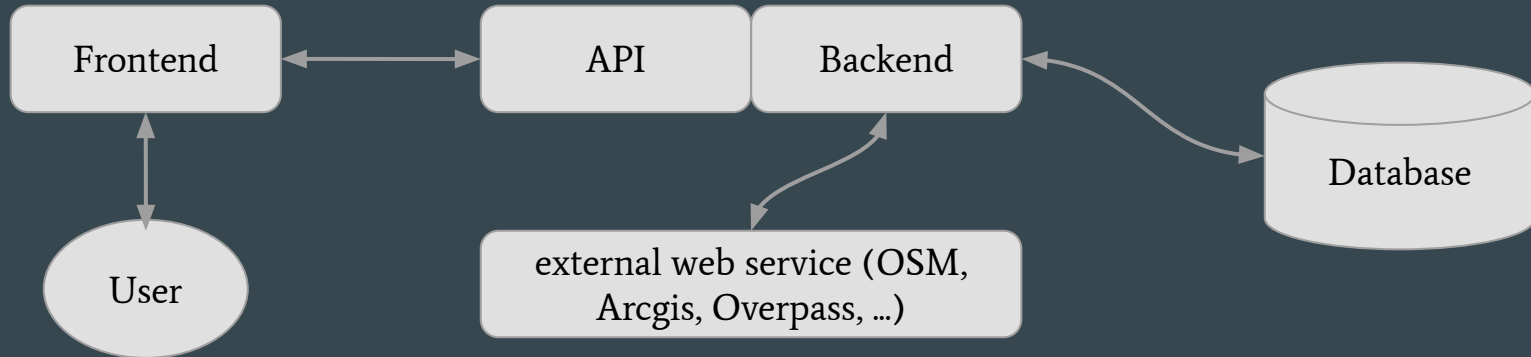 Frontend
API
Backend
Database
User
external web service (OSM,
Arcgis, Overpass, ...)